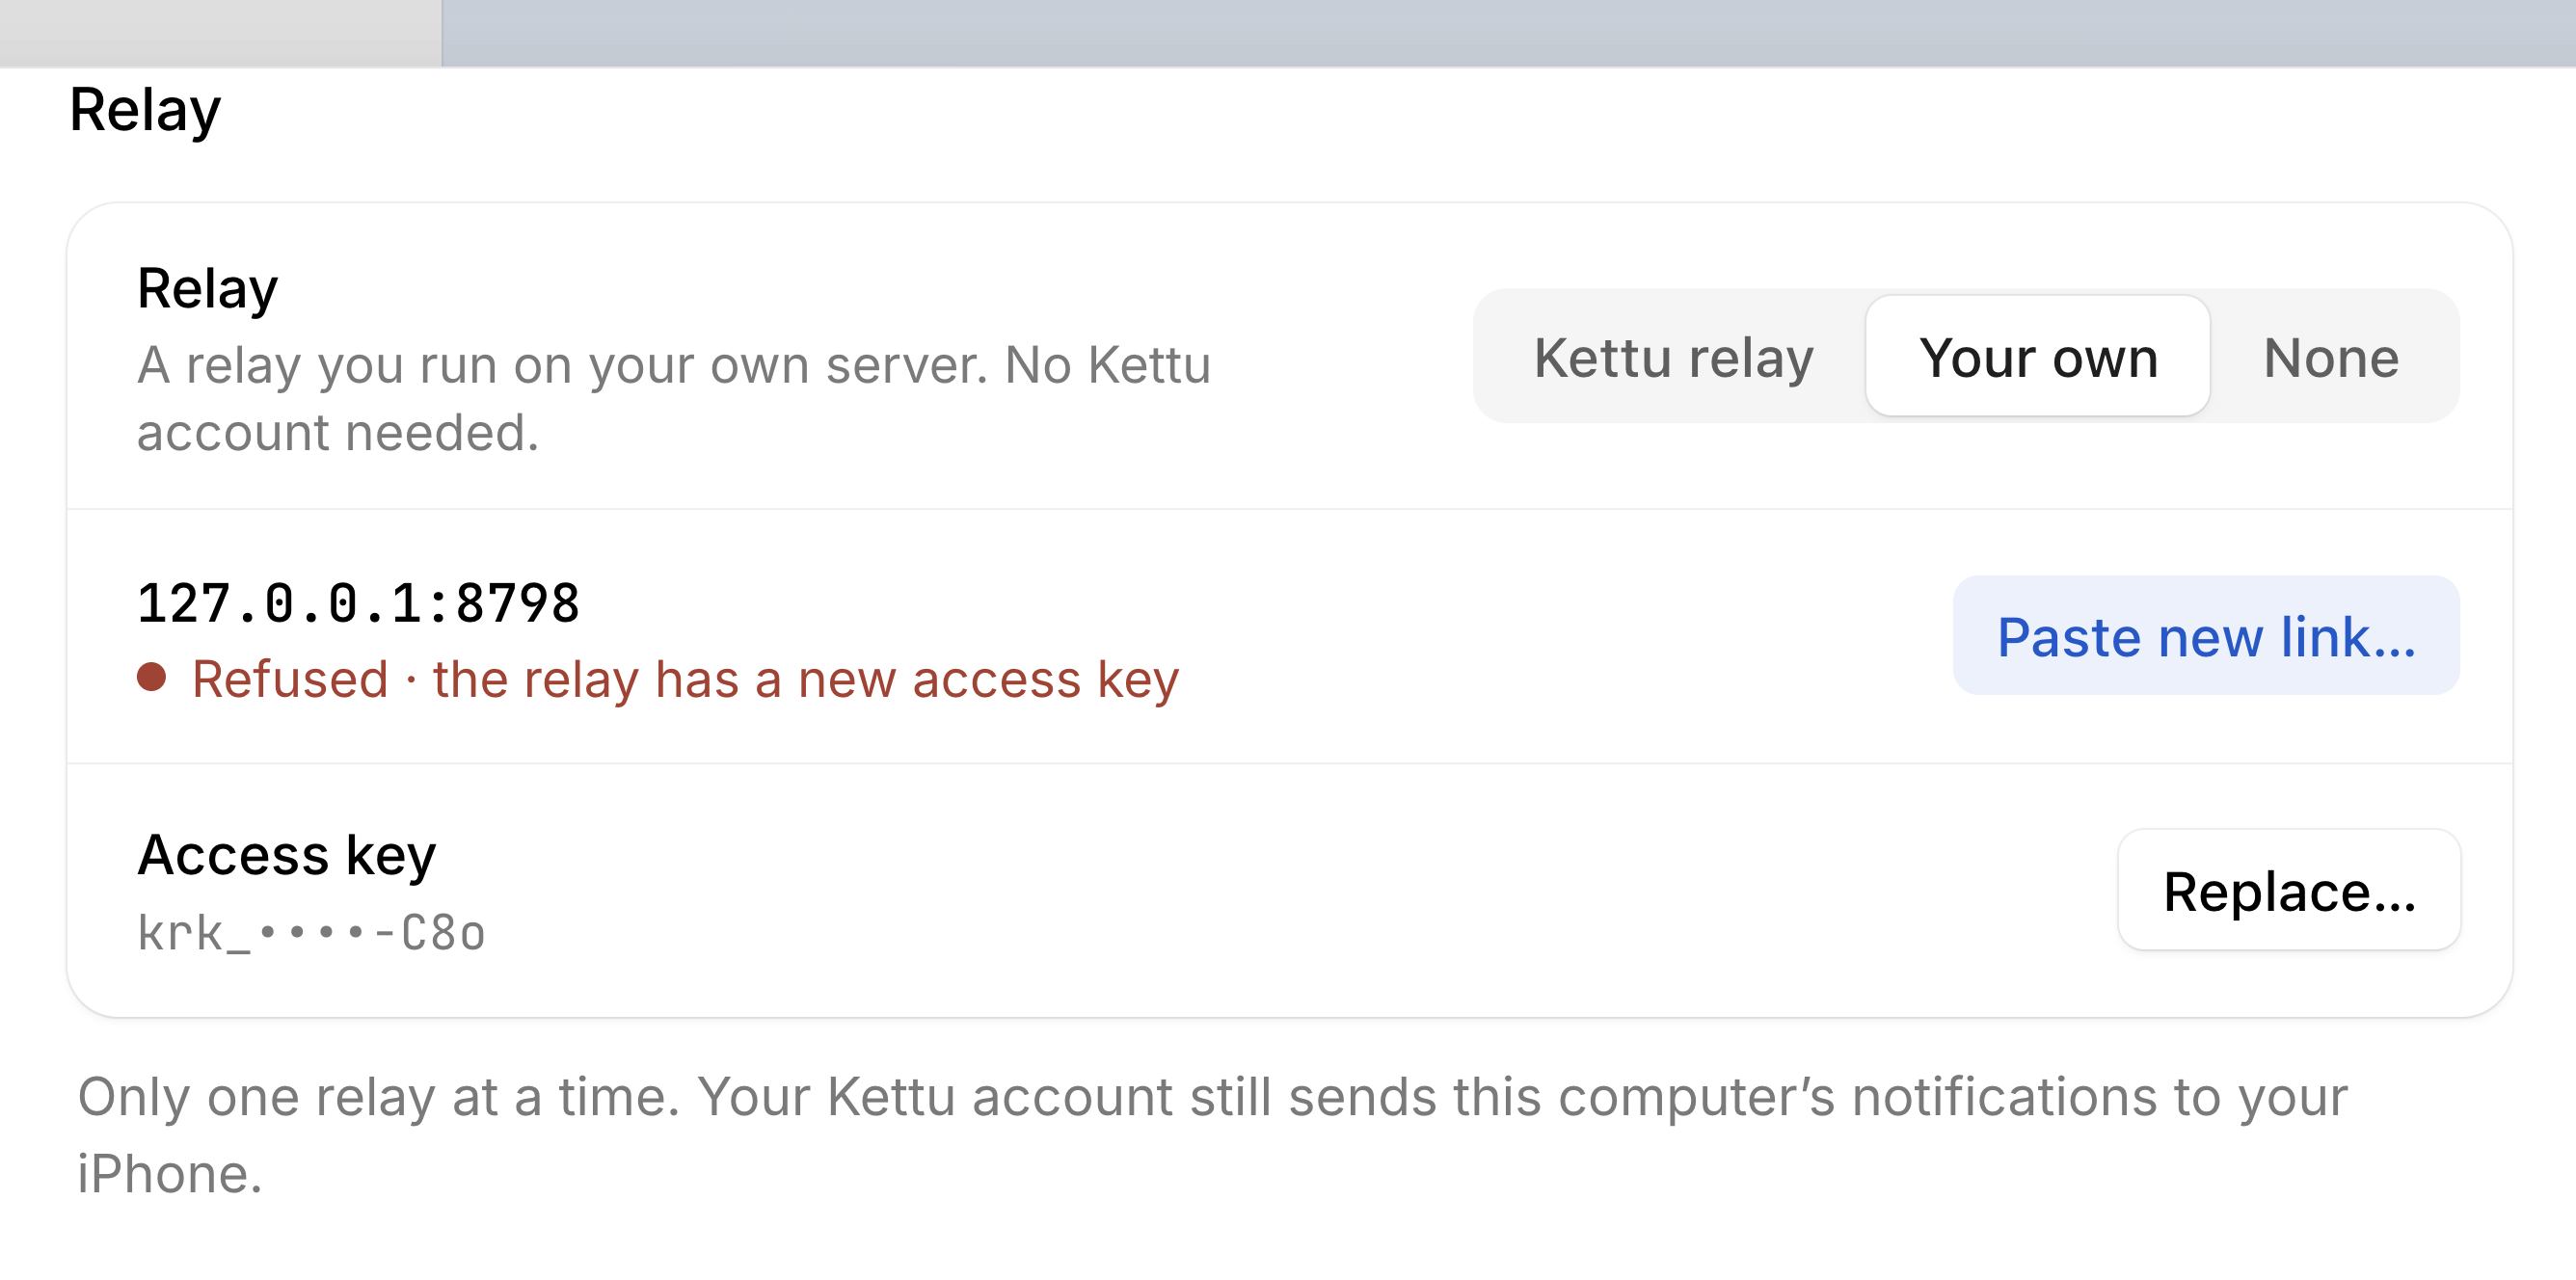 Relay
Relay
A relay you run on your own server. No Kettu
account needed.
Kettu relay
Your own
None
127.0.0.1:8798
Refused · the relay has a new access key
Paste new link...
Access key
krk_••••-C8o
Replace...
Only one relay at a time. Your Kettu account still sends this computer’s notifications to your
iPhone.